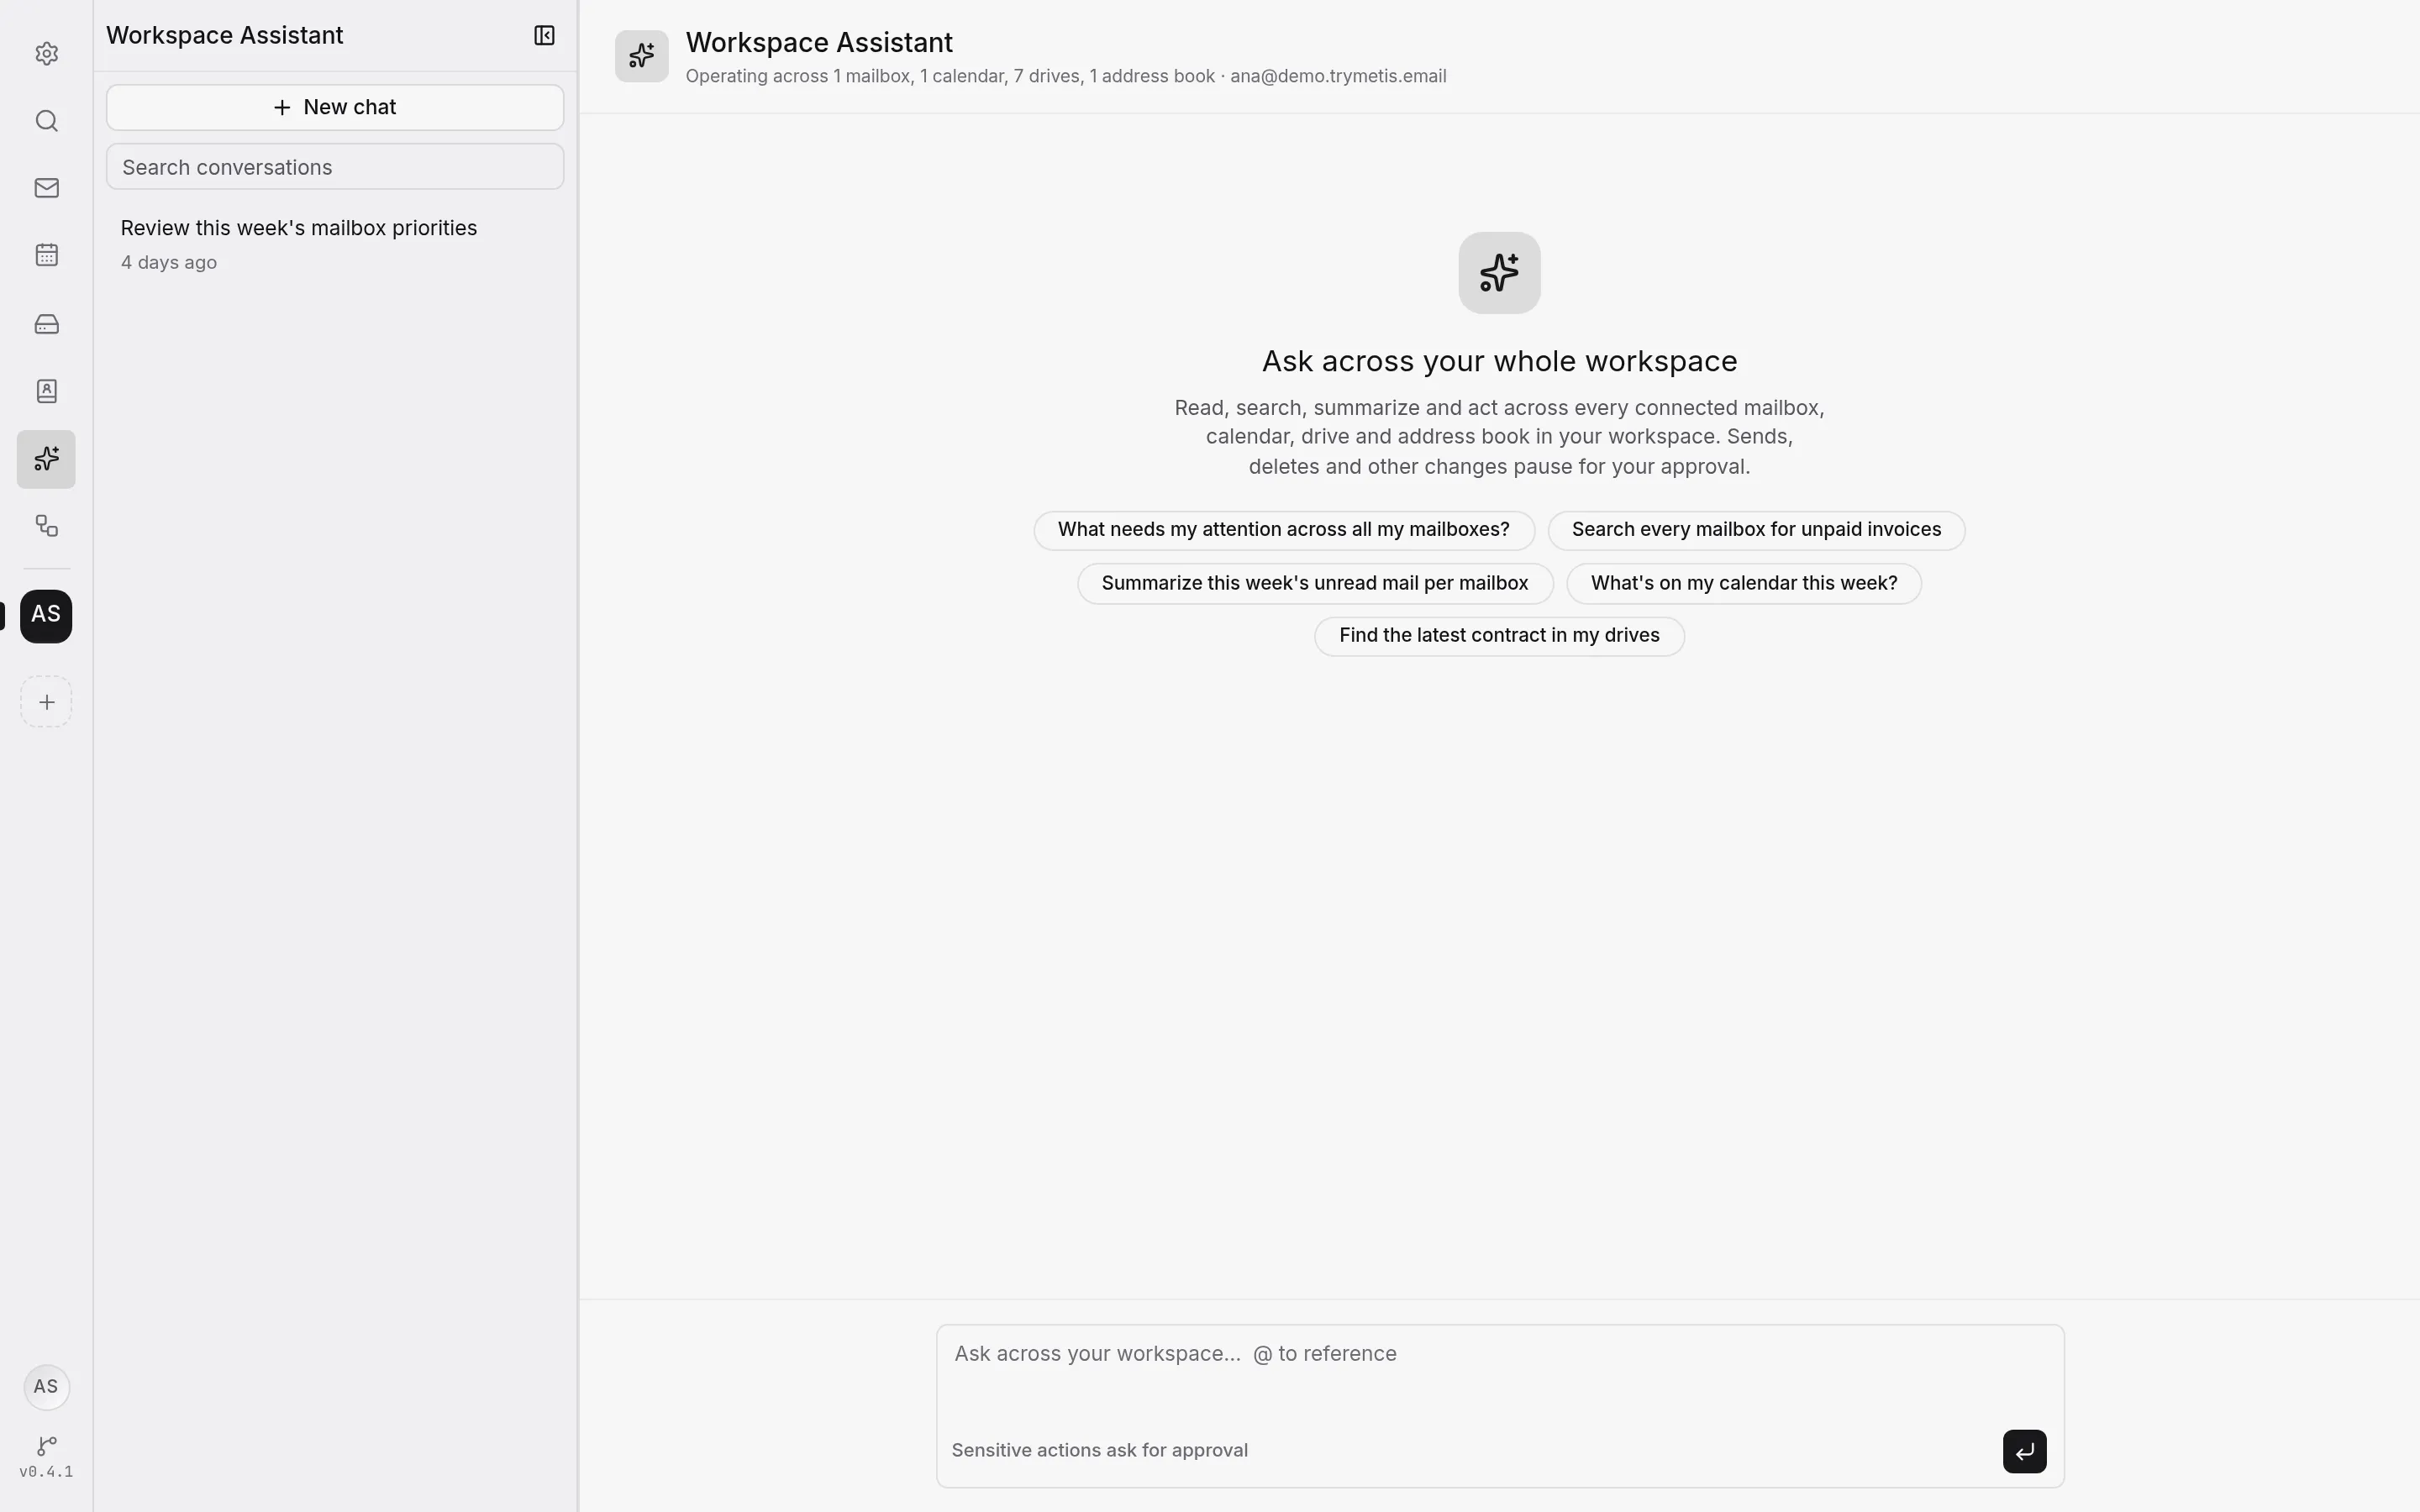 Workspace Assistant
New chat
Search conversations
Review this week's mailbox priorities
4 days ago
AS
AS
v0.4.1
Workspace Assistant
Operating across 1 mailbox, 1 calendar, 7 drives, 1 address book · ana@demo.trymetis.email
Ask across your whole workspace
Read, search, summarize and act across every connected mailbox,
calendar, drive and address book in your workspace. Sends,
deletes and other changes pause for your approval.
What needs my attention across all my mailboxes?
Search every mailbox for unpaid invoices
Summarize this week's unread mail per mailbox
What's on my calendar this week?
Find the latest contract in my drives
Ask across your workspace... @ to reference
Sensitive actions ask for approval